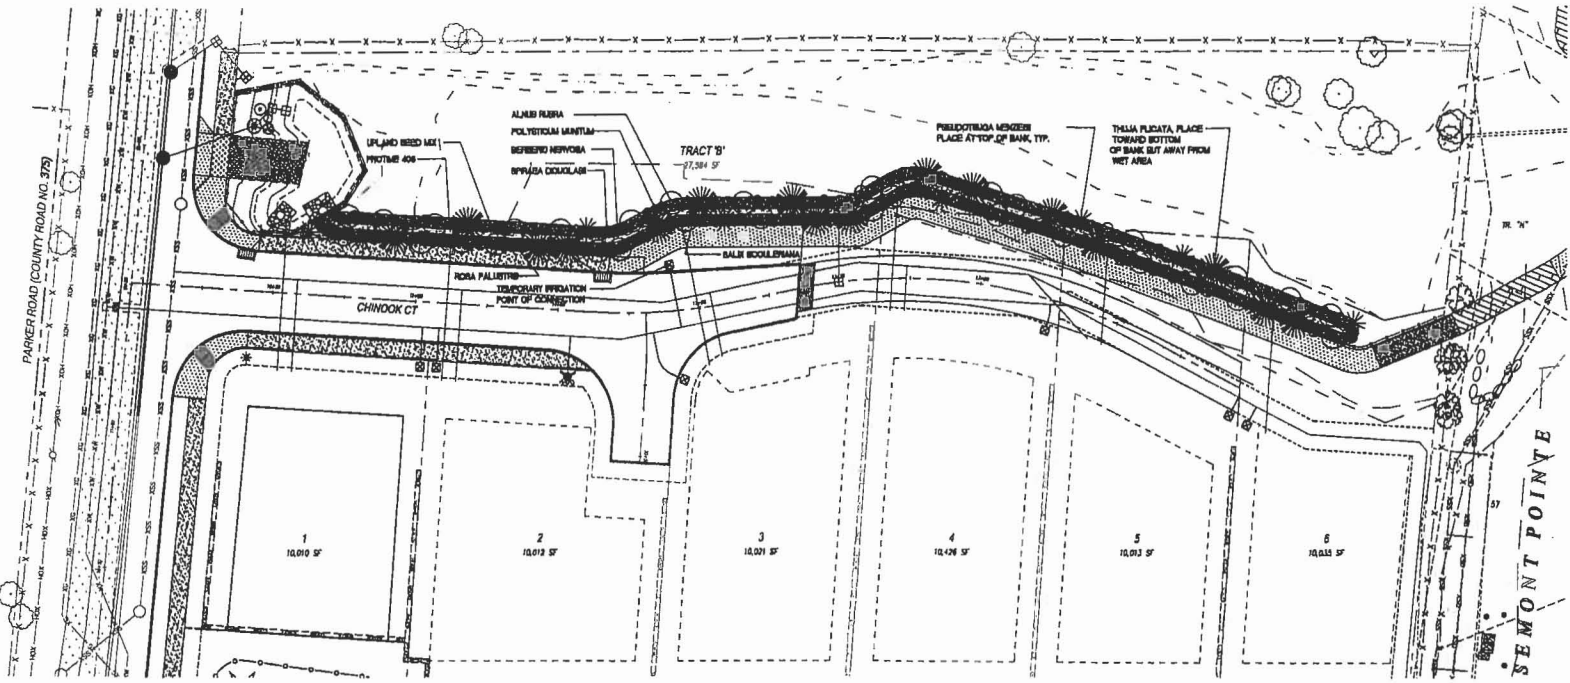 ALNUS RUBRA
POLYSTICUM MUNITUM
BERBERIS NERVOSA
SPIRAEA DOUGLASII
UPLAND SEED MIX
PROTIME 405
TRACT 'B'
27,584 SF
PSEUDOTSUGA MENZIESII
PLACE AT TOP OF BANK, TYP.
THUJA PLICATA, PLACE
TOWARD BOTTOM
OF BANK BUT AWAY FROM
WET AREA
TR. "H"
PARKER ROAD (COUNTY ROAD NO. 375)
ROSA PALUSTRIS
TEMPORARY IRRIGATION
POINT OF CONNECTION
SALIX SCOULERIANA
CHINOOK CT
1
10,010 SF
2
10,012 SF
3
10,021 SF
4
10,426 SF
5
10,013 SF
6
10,035 SF
57
SEMONT POINTE